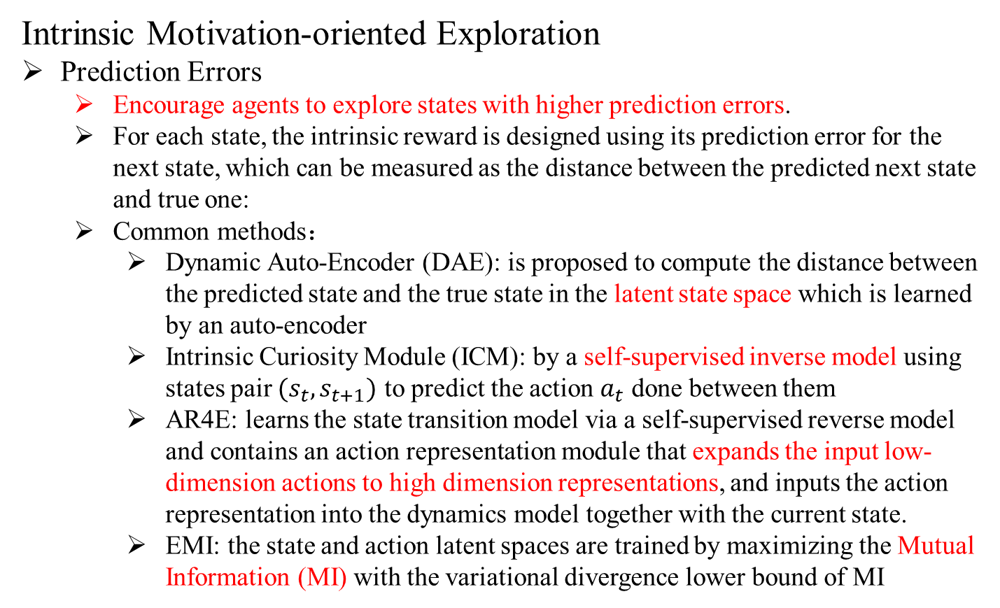 Intrinsic Motivation-oriented Exploration
➢ Prediction Errors
➢ Encourage agents to explore states with higher prediction errors.
➢ For each state, the intrinsic reward is designed using its prediction error for the
next state, which can be measured as the distance between the predicted next state
and true one:
➢ Common methods：
➢ Dynamic Auto-Encoder (DAE): is proposed to compute the distance between
the predicted state and the true state in the latent state space which is learned
by an auto-encoder
➢ Intrinsic Curiosity Module (ICM): by a self-supervised inverse model using
states pair (s_t, s_{t+1}) to predict the action a_t done between them
➢ AR4E: learns the state transition model via a self-supervised reverse model
and contains an action representation module that expands the input low-
dimension actions to high dimension representations, and inputs the action
representation into the dynamics model together with the current state.
➢ EMI: the state and action latent spaces are trained by maximizing the Mutual
Information (MI) with the variational divergence lower bound of MI